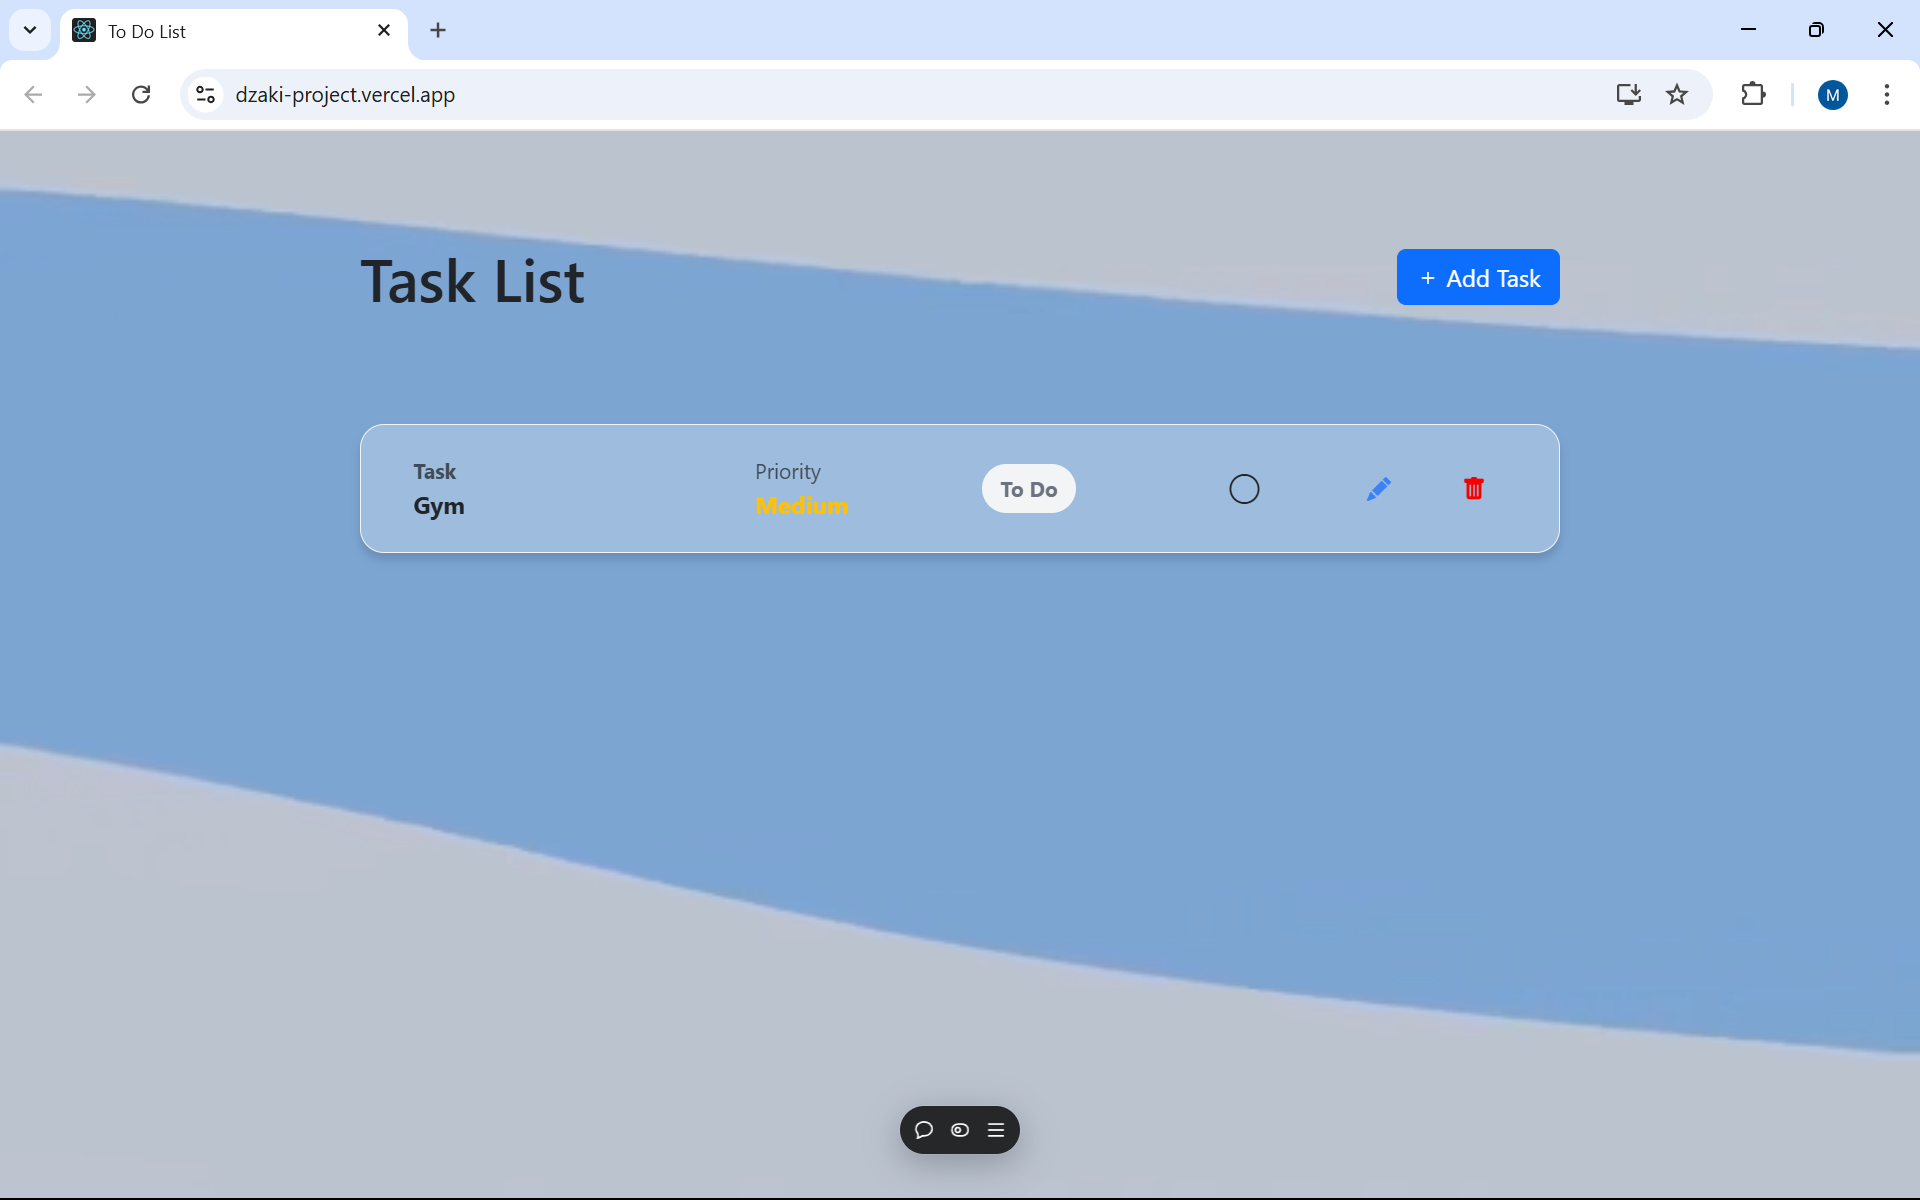 To Do List
dzaki-project.vercel.app
M
Task List
+ Add Task
Task
Gym
Priority
Medium
To Do